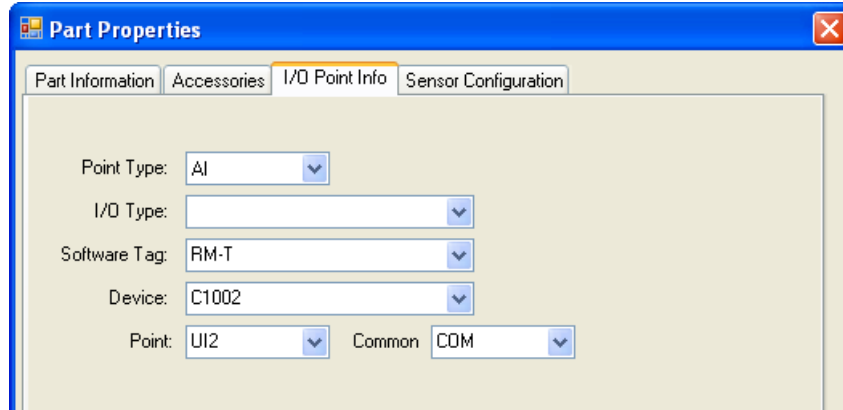 Part Properties
Part Information Accessories I/O Point Info Sensor Configuration
Point Type: AI
I/O Type:
Software Tag: RM-T
Device: C1002
Point: UI2 Common COM